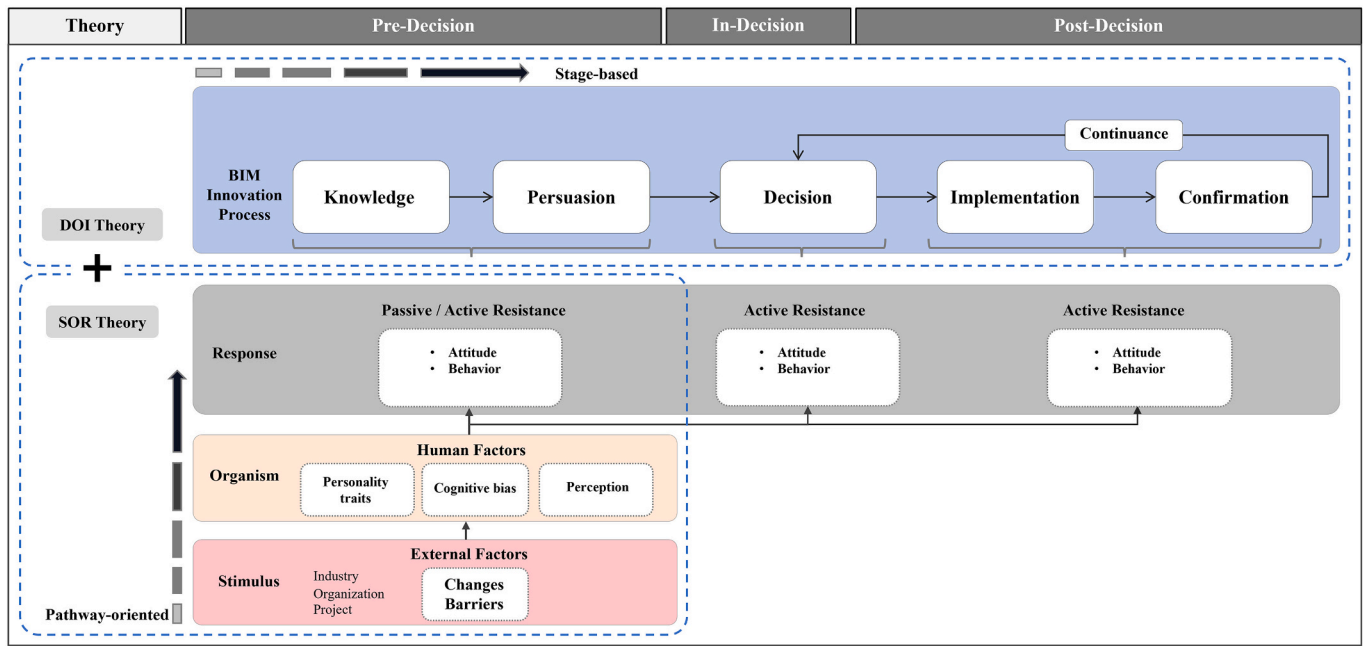 Theory
Pre-Decision
In-Decision
Post-Decision
Stage-based
Continuance
BIM
Innovation
Process
Knowledge
Persuasion
Decision
Implementation
Confirmation
DOI Theory
+
SOR Theory
Passive / Active Resistance
Active Resistance
Active Resistance
Response
• Attitude
• Behavior
• Attitude
• Behavior
• Attitude
• Behavior
Human Factors
Organism
Personality
traits
Cognitive bias
Perception
External Factors
Stimulus
Industry
Organization
Project
Changes
Barriers
Pathway-oriented